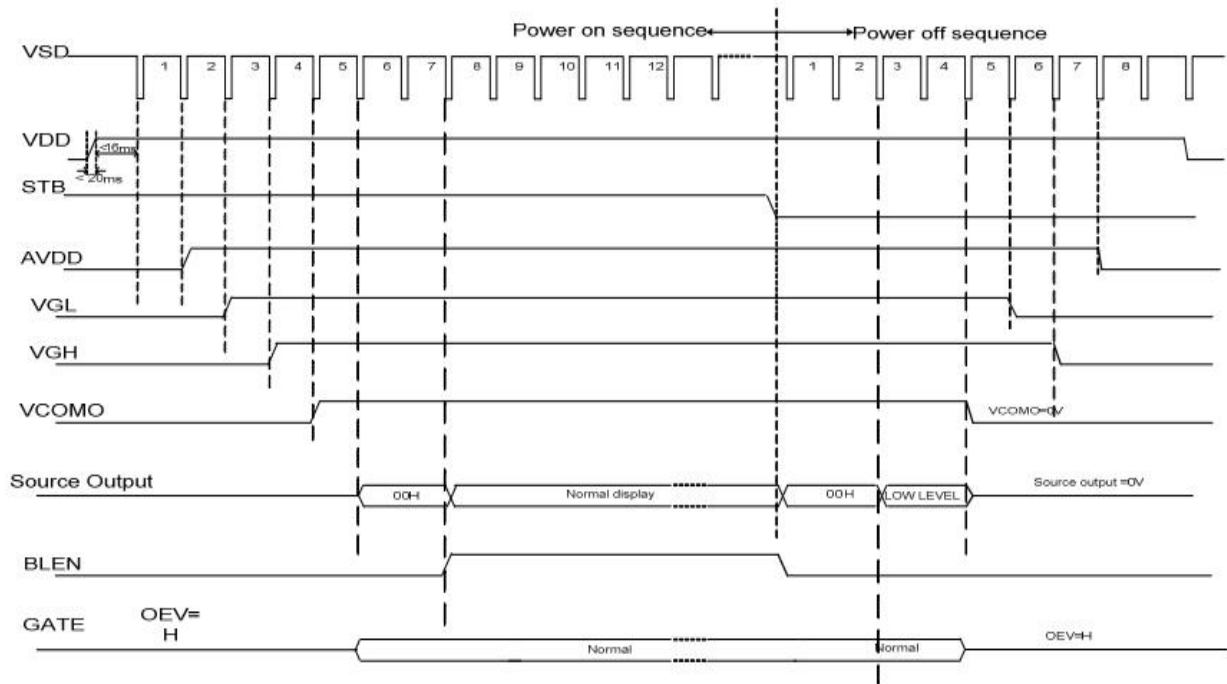 Power on sequence
Power off sequence
VSD
1 2 3 4 5 6 7 8 9 10 11 12 1 2 3 4 5 6 7 8
VDD
<16ms
< 20ms
STB
AVDD
VGL
VGH
VCOMO
VCOMO=0V
Source Output
00H
Normal display
00H
LOW LEVEL
Source output =0V
BLEN
GATE
OEV=
H
Normal
Normal
OEV=H